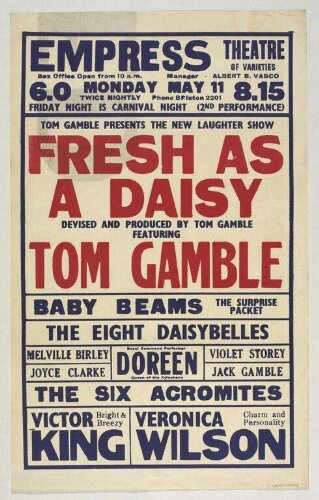 EMPRESS THEATRE
OF VARIETIES
Box Office Open from 10 a.m. Manager - ALBERT B. VASCO
6.0 MONDAY MAY 11 8.15
TWICE NIGHTLY Phone BRIxton 2201
FRIDAY NIGHT IS CARNIVAL NIGHT (2ND PERFORMANCE)
TOM GAMBLE PRESENTS THE NEW LAUGHTER SHOW
FRESH AS
A DAISY
DEVISED AND PRODUCED BY TOM GAMBLE
FEATURING
TOM GAMBLE
BABY BEAMS THE SURPRISE
PACKET
THE EIGHT DAISYBELLES
MELVILLE BIRLEY
JOYCE CLARKE
Royal Command Performer
DOREEN
Queen of the Xylophone
VIOLET STOREY
JACK GAMBLE
THE SIX ACROMITES
VICTOR Bright &
Breezy
KING
VERONICA Charm and
Personality
WILSON